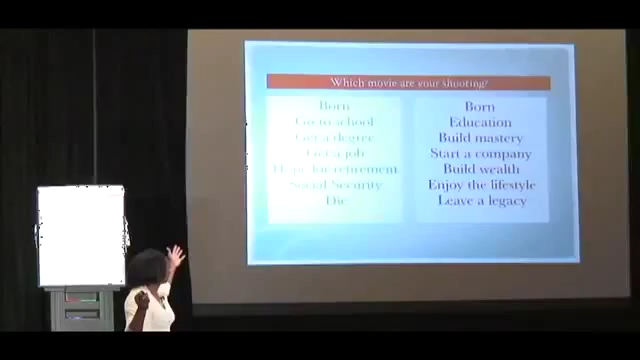 Which movie are your shooting?
Born
Go to school
Get a degree
Get a job
Hope for retirement
Social Security
Die
Born
Education
Build mastery
Start a company
Build wealth
Enjoy the lifestyle
Leave a legacy